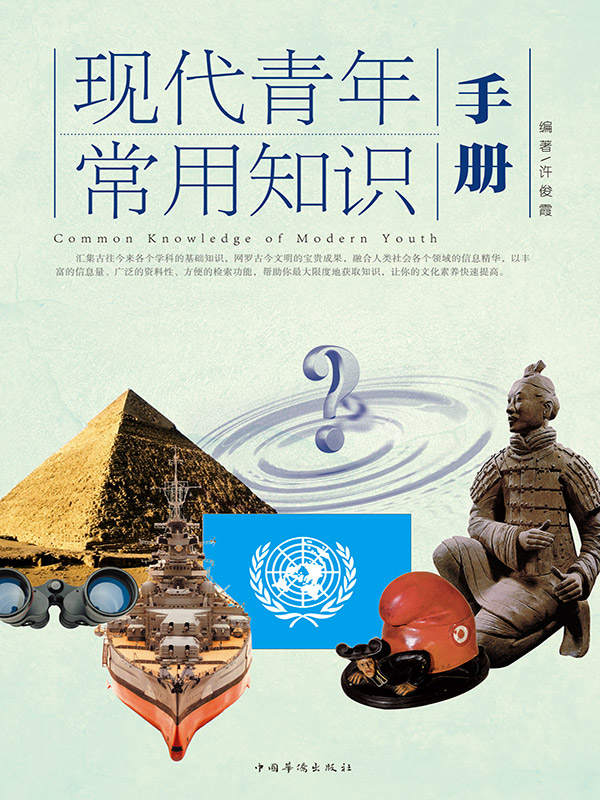 现代青年
常用知识
手册
编著/许俊霞
Common Knowledge of Modern Youth
汇集古往今来各个学科的基础知识，网罗古今文明的宝贵成果，融合人类社会各个领域的信息精华，以丰
富的信息量、广泛的资料性、方便的检索功能，帮助你最大限度地获取知识，让你的文化素养快速提高。
中国华侨出版社